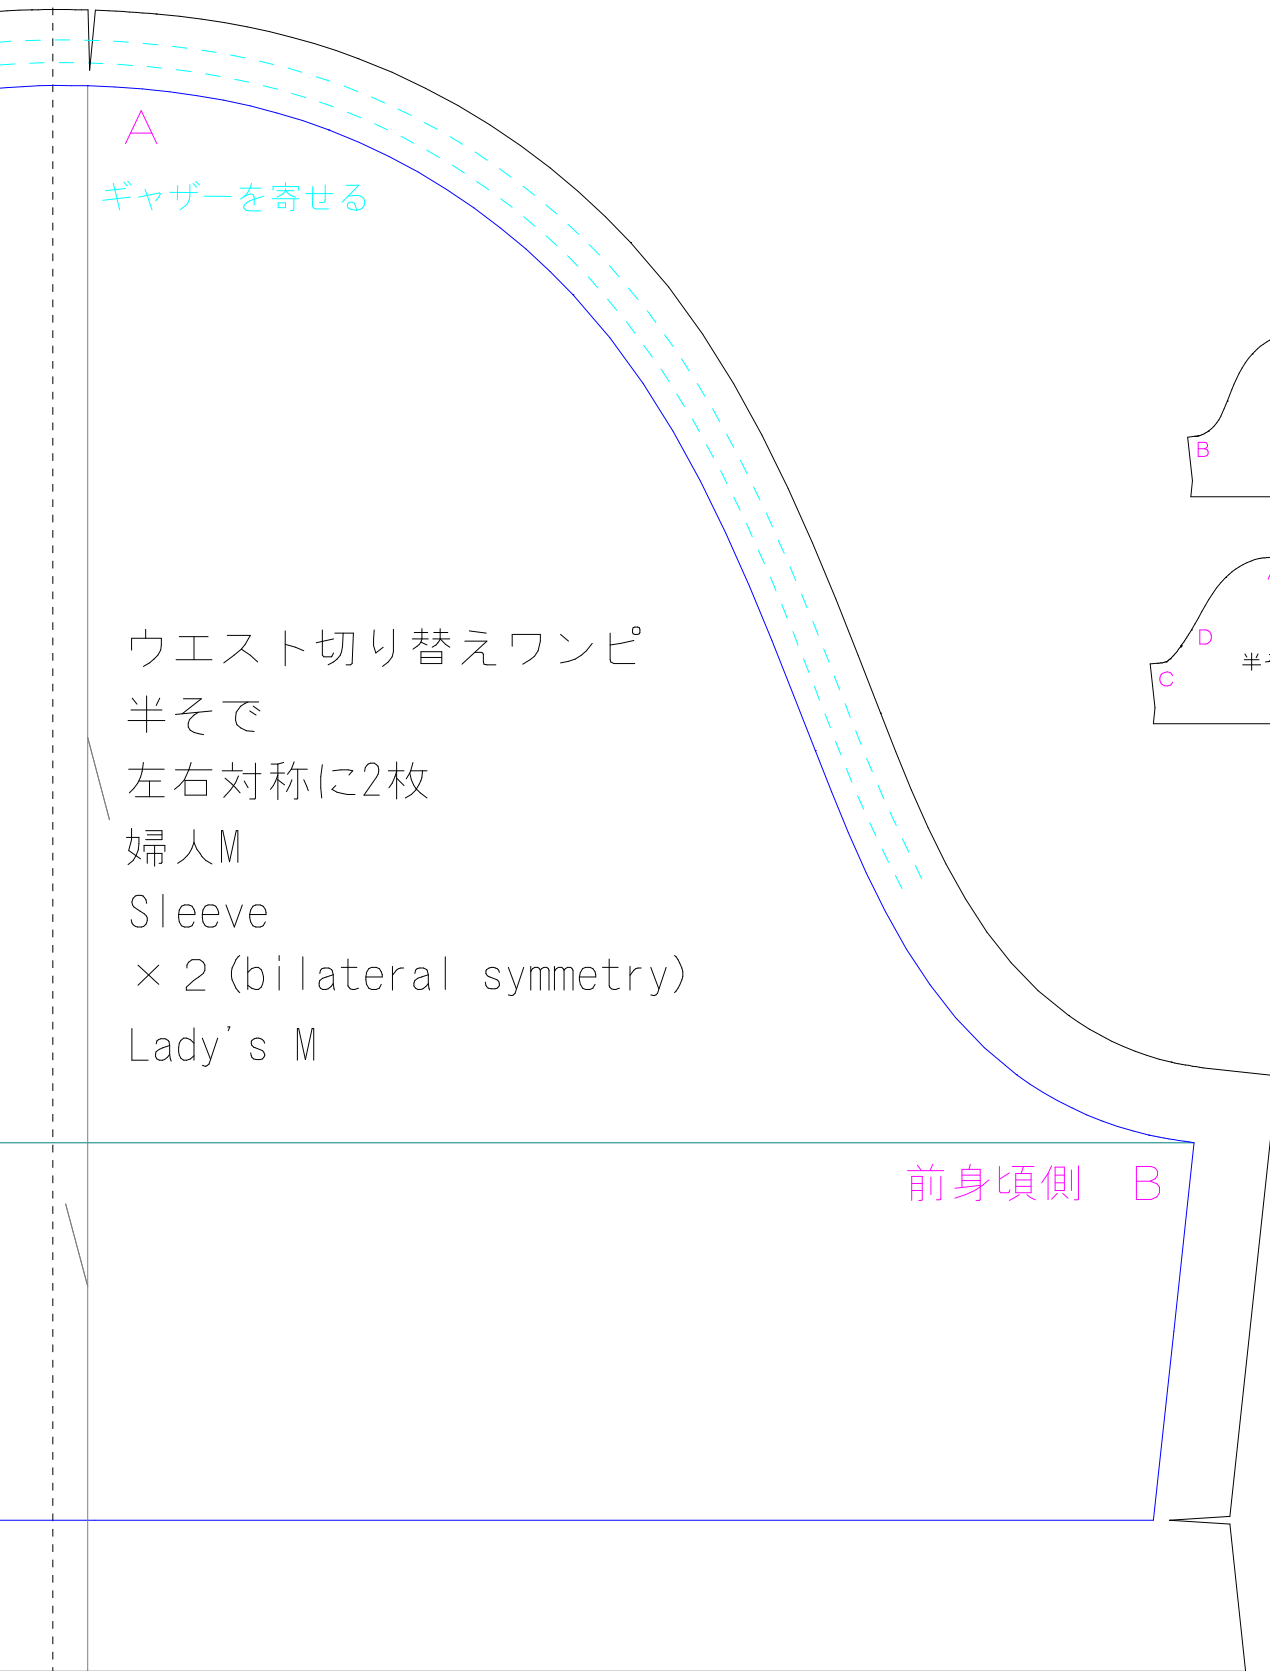 A
ギャザーを寄せる
B
D
C
ウエスト切り替えワンピ
半そで
左右対称に2枚
婦人M
Sleeve
×２(bilateral symmetry)
Lady's M
前身頃側　B